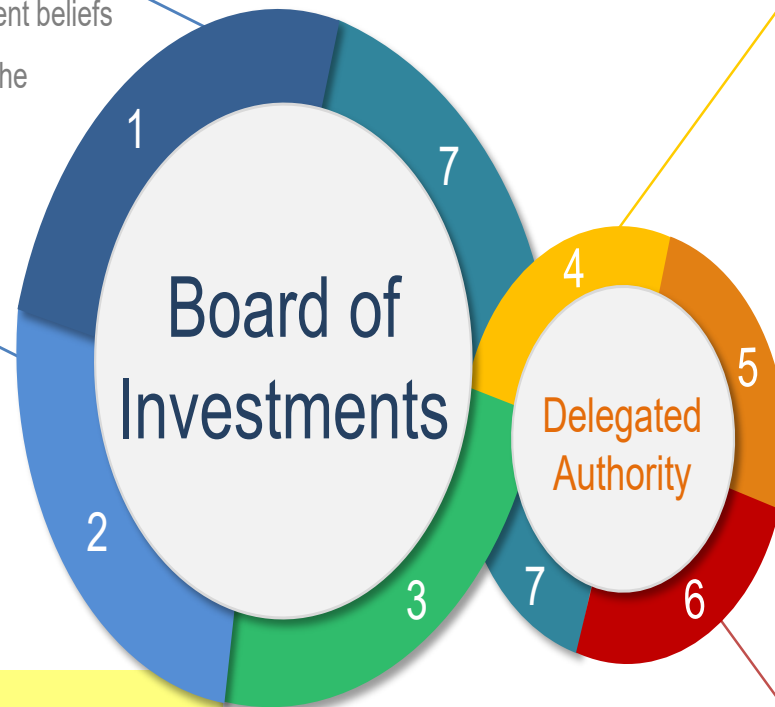 ent beliefs
he
1
7
Board of
Investments
2
3
4
5
Delegated
Authority
7
6